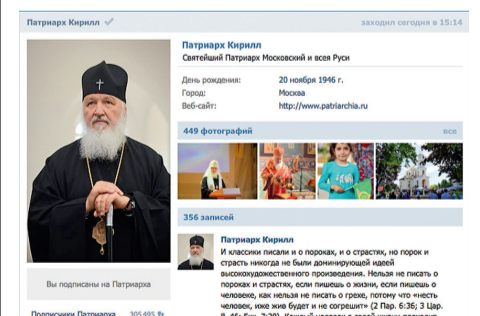 Патриарх Кирилл
заходил сегодня в 15:14
Патриарх Кирилл
Святейший Патриарх Московский и всея Руси
День рождения: 20 ноября 1946 г.
Город: Москва
Веб-сайт: http://www.patriarchia.ru
449 фотографий все
356 записей
Патриарх Кирилл
И классики писали и о пороках, и о страстях, но порок и
страсть никогда не были доминирующей идеей
высокохудожественного произведения. Нельзя не писать о
пороках и страстях, если пишешь о жизни, если пишешь о
человеке, как нельзя не писать о грехе, потому что «несть
человек, иже жив будет и не согрешит» (2 Пар. 6:36; 3 Цар.
Вы подписаны на Патриарха
Подписчики Патриарха 305 495